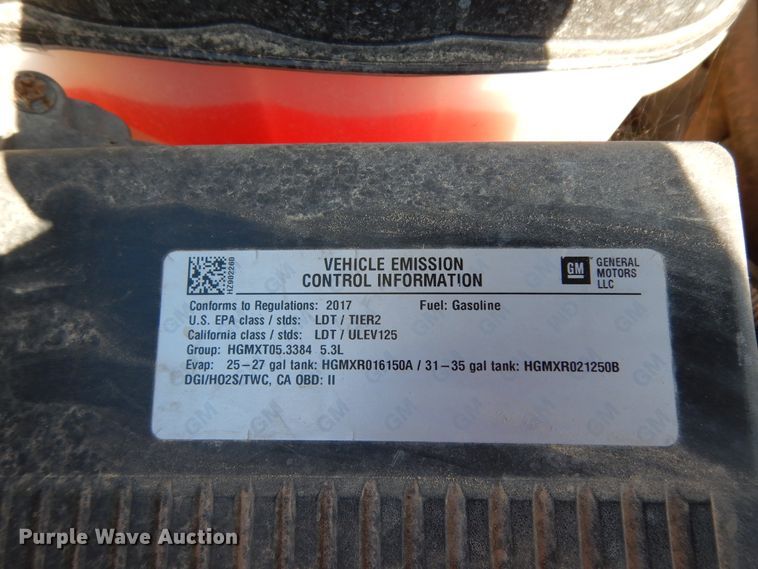 VEHICLE EMISSION
CONTROL INFORMATION
GM GENERAL
MOTORS
LLC
HZ902260
Conforms to Regulations: 2017 Fuel: Gasoline
U.S. EPA class / stds: LDT / TIER2
California class / stds: LDT / ULEV125
Group: HGMXT05.3384 5.3L
Evap: 25–27 gal tank: HGMXR016150A / 31–35 gal tank: HGMXR021250B
DGI/HO2S/TWC, CA OBD: II
Purple Wave Auction